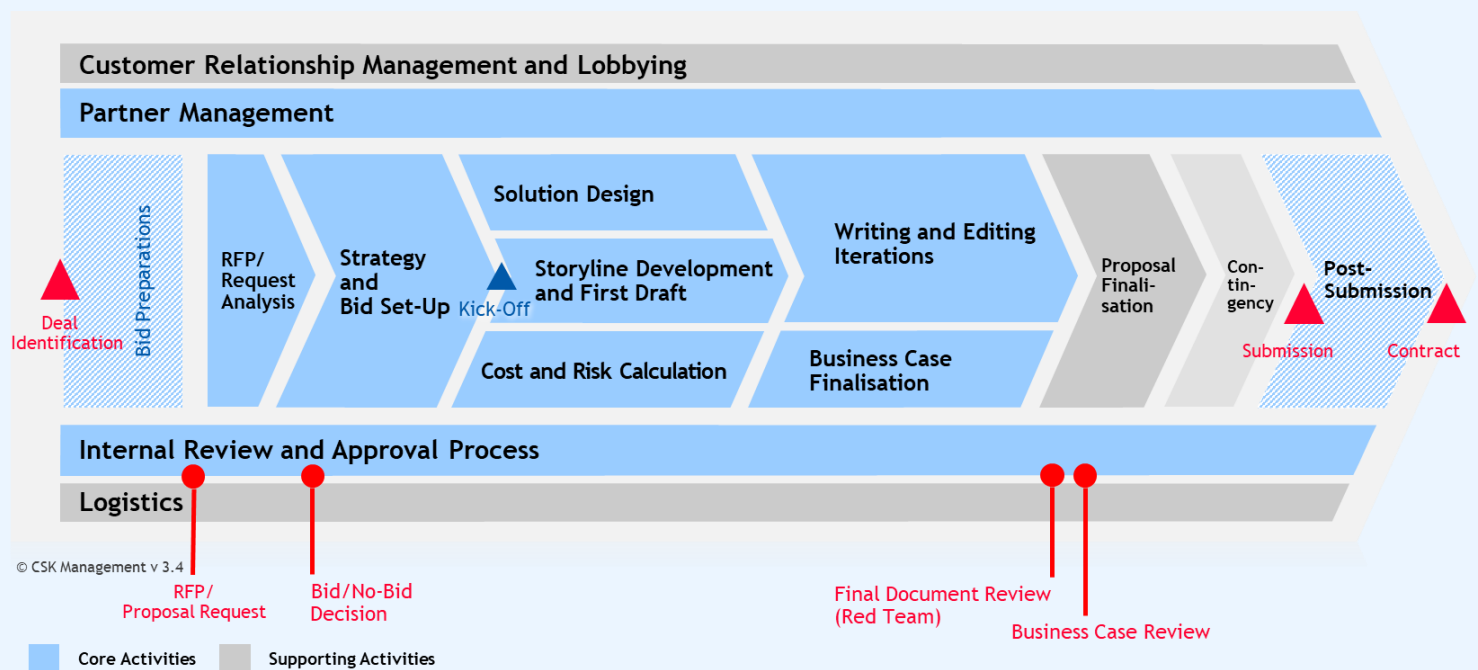 Customer Relationship Management and Lobbying
Partner Management
Bid Preparations
Deal
Identification
RFP/
Request
Analysis
Strategy
and
Bid Set-Up
Kick-Off
Solution Design
Storyline Development
and First Draft
Cost and Risk Calculation
Writing and Editing
Iterations
Business Case
Finalisation
Proposal
Finali-
sation
Con-
tin-
gency
Post-
Submission
Submission
Contract
Internal Review and Approval Process
Logistics
© CSK Management v 3.4
RFP/
Proposal Request
Bid/No-Bid
Decision
Final Document Review
(Red Team)
Business Case Review
Core Activities
Supporting Activities